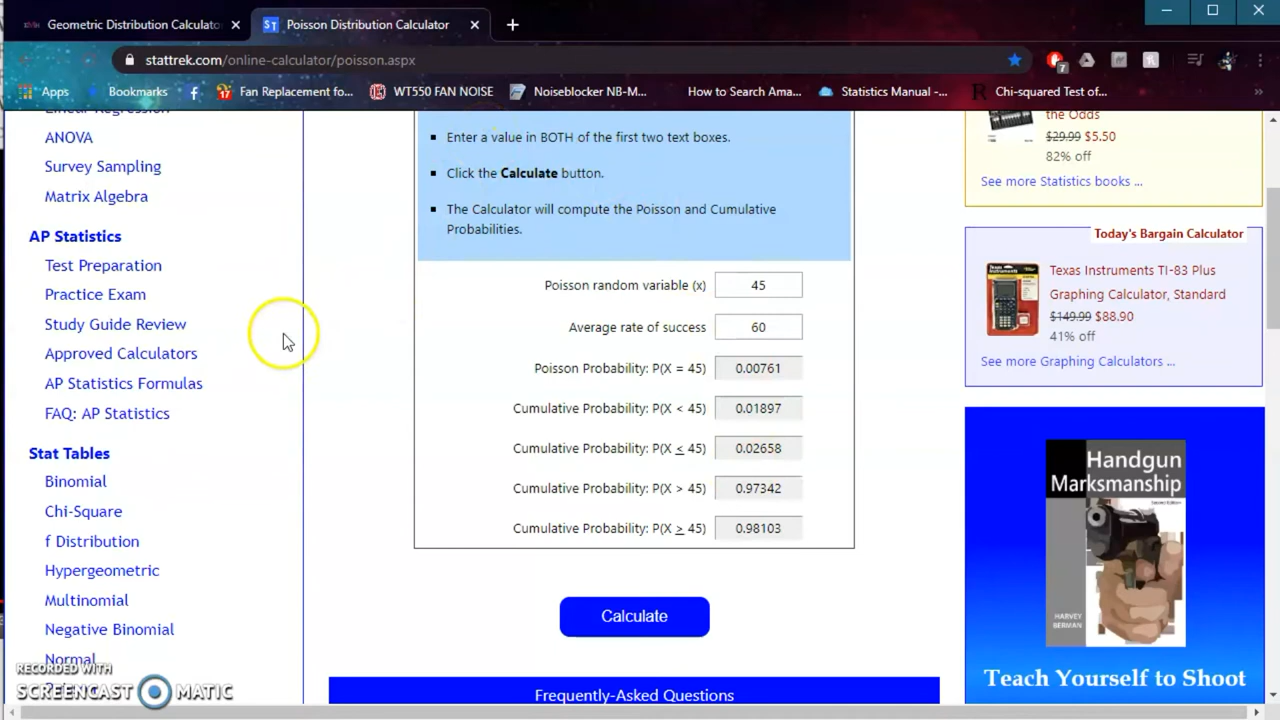 Geometric Distribution Calculato
Poisson Distribution Calculator
stattrek.com/online-calculator/poisson.aspx
7
Apps
Bookmarks
Fan Replacement fo...
WT550 FAN NOISE
Noiseblocker NB-M...
How to Search Ama...
Statistics Manual -...
Chi-squared Test of...
Linear Regression
ANOVA
Survey Sampling
Matrix Algebra
AP Statistics
Test Preparation
Practice Exam
Study Guide Review
Approved Calculators
AP Statistics Formulas
FAQ: AP Statistics
Stat Tables
Binomial
Chi-Square
f Distribution
Hypergeometric
Multinomial
Negative Binomial
Normal
RECORDED WITH
SCREENCAST MATIC
Enter a value in BOTH of the first two text boxes.
Click the Calculate button.
The Calculator will compute the Poisson and Cumulative
Probabilities.
Poisson random variable (x) 45
Average rate of success 60
Poisson Probability: P(X = 45) 0.00761
Cumulative Probability: P(X < 45) 0.01897
Cumulative Probability: P(X ≤ 45) 0.02658
Cumulative Probability: P(X > 45) 0.97342
Cumulative Probability: P(X ≥ 45) 0.98103
Calculate
Frequently-Asked Questions
the Odds
$29.99 $5.50
82% off
See more Statistics books ...
Today's Bargain Calculator
Texas Instruments TI-83 Plus
Graphing Calculator, Standard
$149.99 $88.90
41% off
See more Graphing Calculators ...
Handgun
Marksmanship
HARVEY
BERMAN
Teach Yourself to Shoot